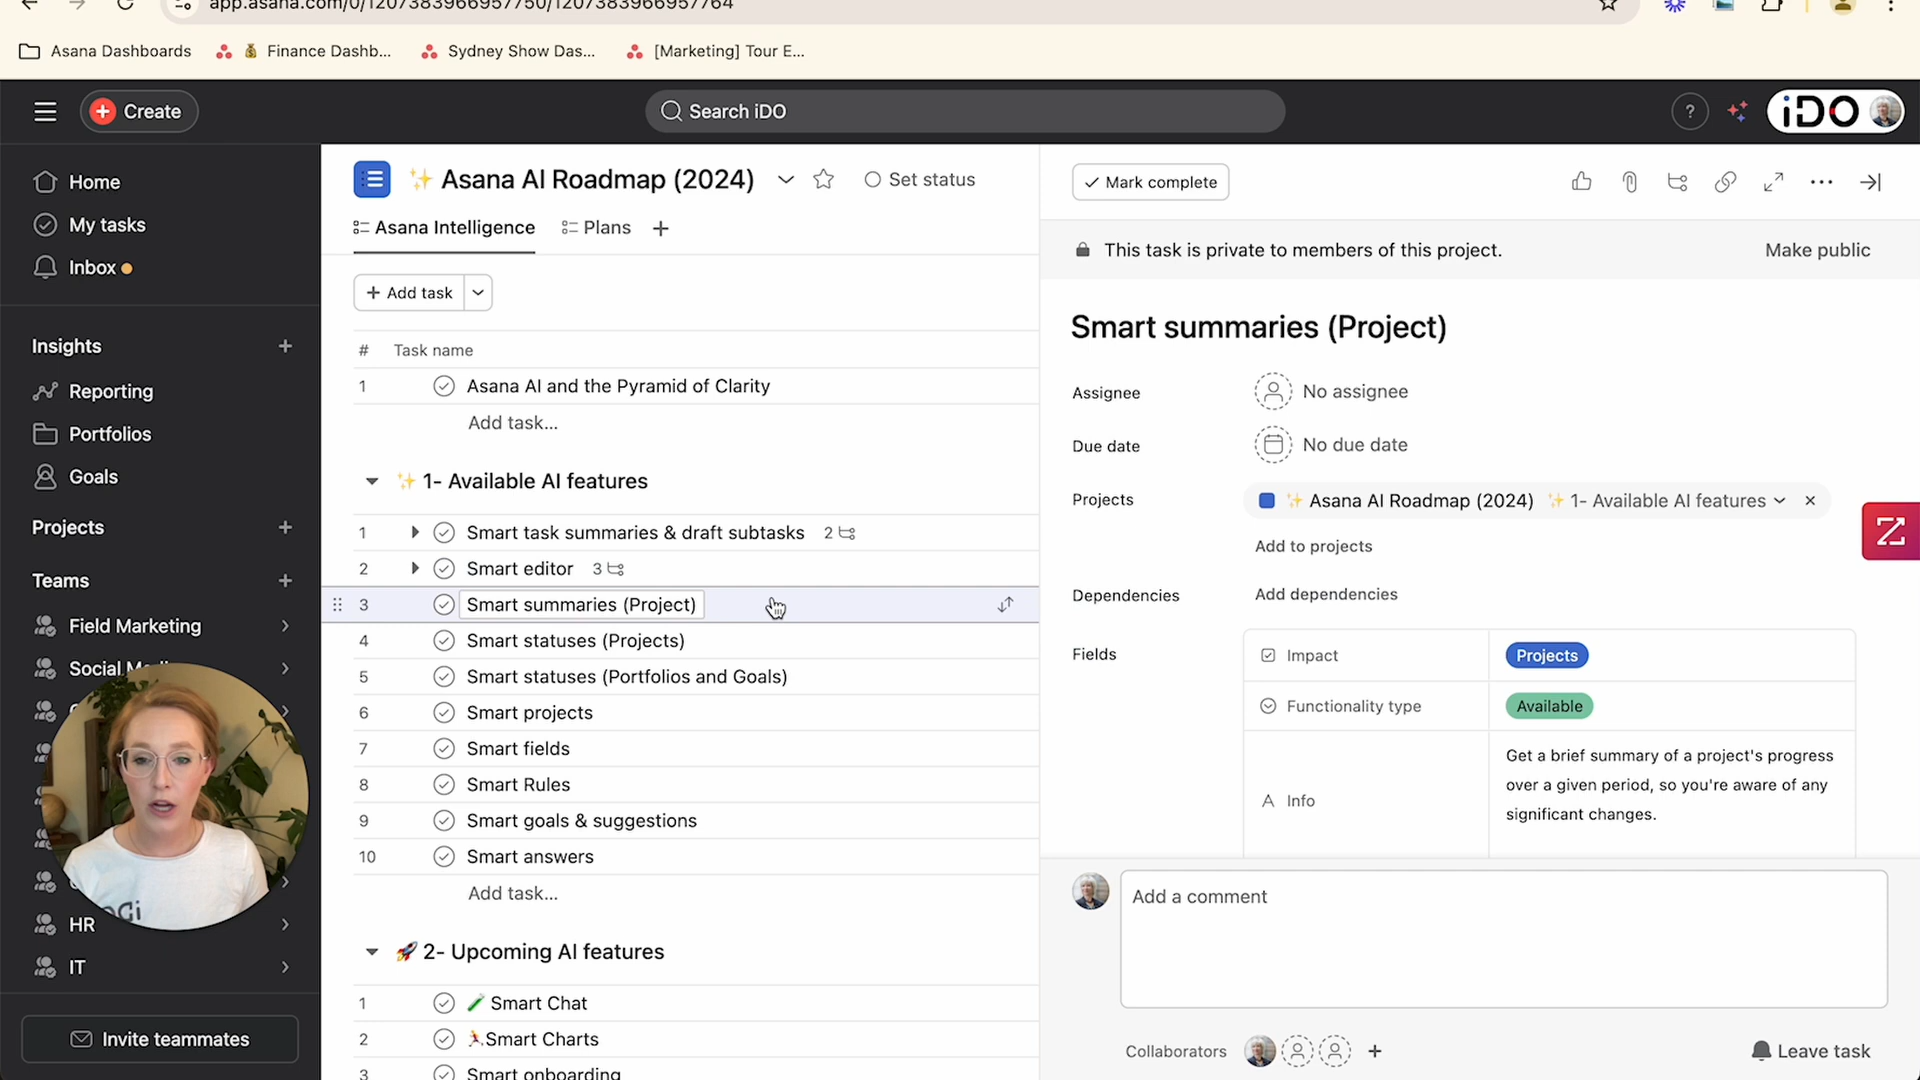 app.asana.com/0/1207383966957750/1207383966957764
Asana Dashboards
Finance Dashb...
Sydney Show Das...
[Marketing] Tour E...
Create
Search iDO
?
iDO
Home
My tasks
Inbox
Insights
Reporting
Portfolios
Goals
Projects
Teams
Field Marketing
HR
IT
Invite teammates
Asana AI Roadmap (2024)
Set status
Asana Intelligence
Plans
Add task
# Task name
1 Asana AI and the Pyramid of Clarity
Add task...
1- Available AI features
1 Smart task summaries & draft subtasks 2
2 Smart editor 3
3 Smart summaries (Project)
4 Smart statuses (Projects)
5 Smart statuses (Portfolios and Goals)
6 Smart projects
7 Smart fields
8 Smart Rules
9 Smart goals & suggestions
10 Smart answers
Add task...
2- Upcoming AI features
1 Smart Chat
2 Smart Charts
3 Smart onboarding
Mark complete
This task is private to members of this project.
Make public
Smart summaries (Project)
Assignee
No assignee
Due date
No due date
Projects
Asana AI Roadmap (2024)
1- Available AI features
Add to projects
Dependencies
Add dependencies
Fields
Impact
Projects
Functionality type
Available
Info
Get a brief summary of a project's progress
over a given period, so you're aware of any
significant changes.
Add a comment
Collaborators
Leave task